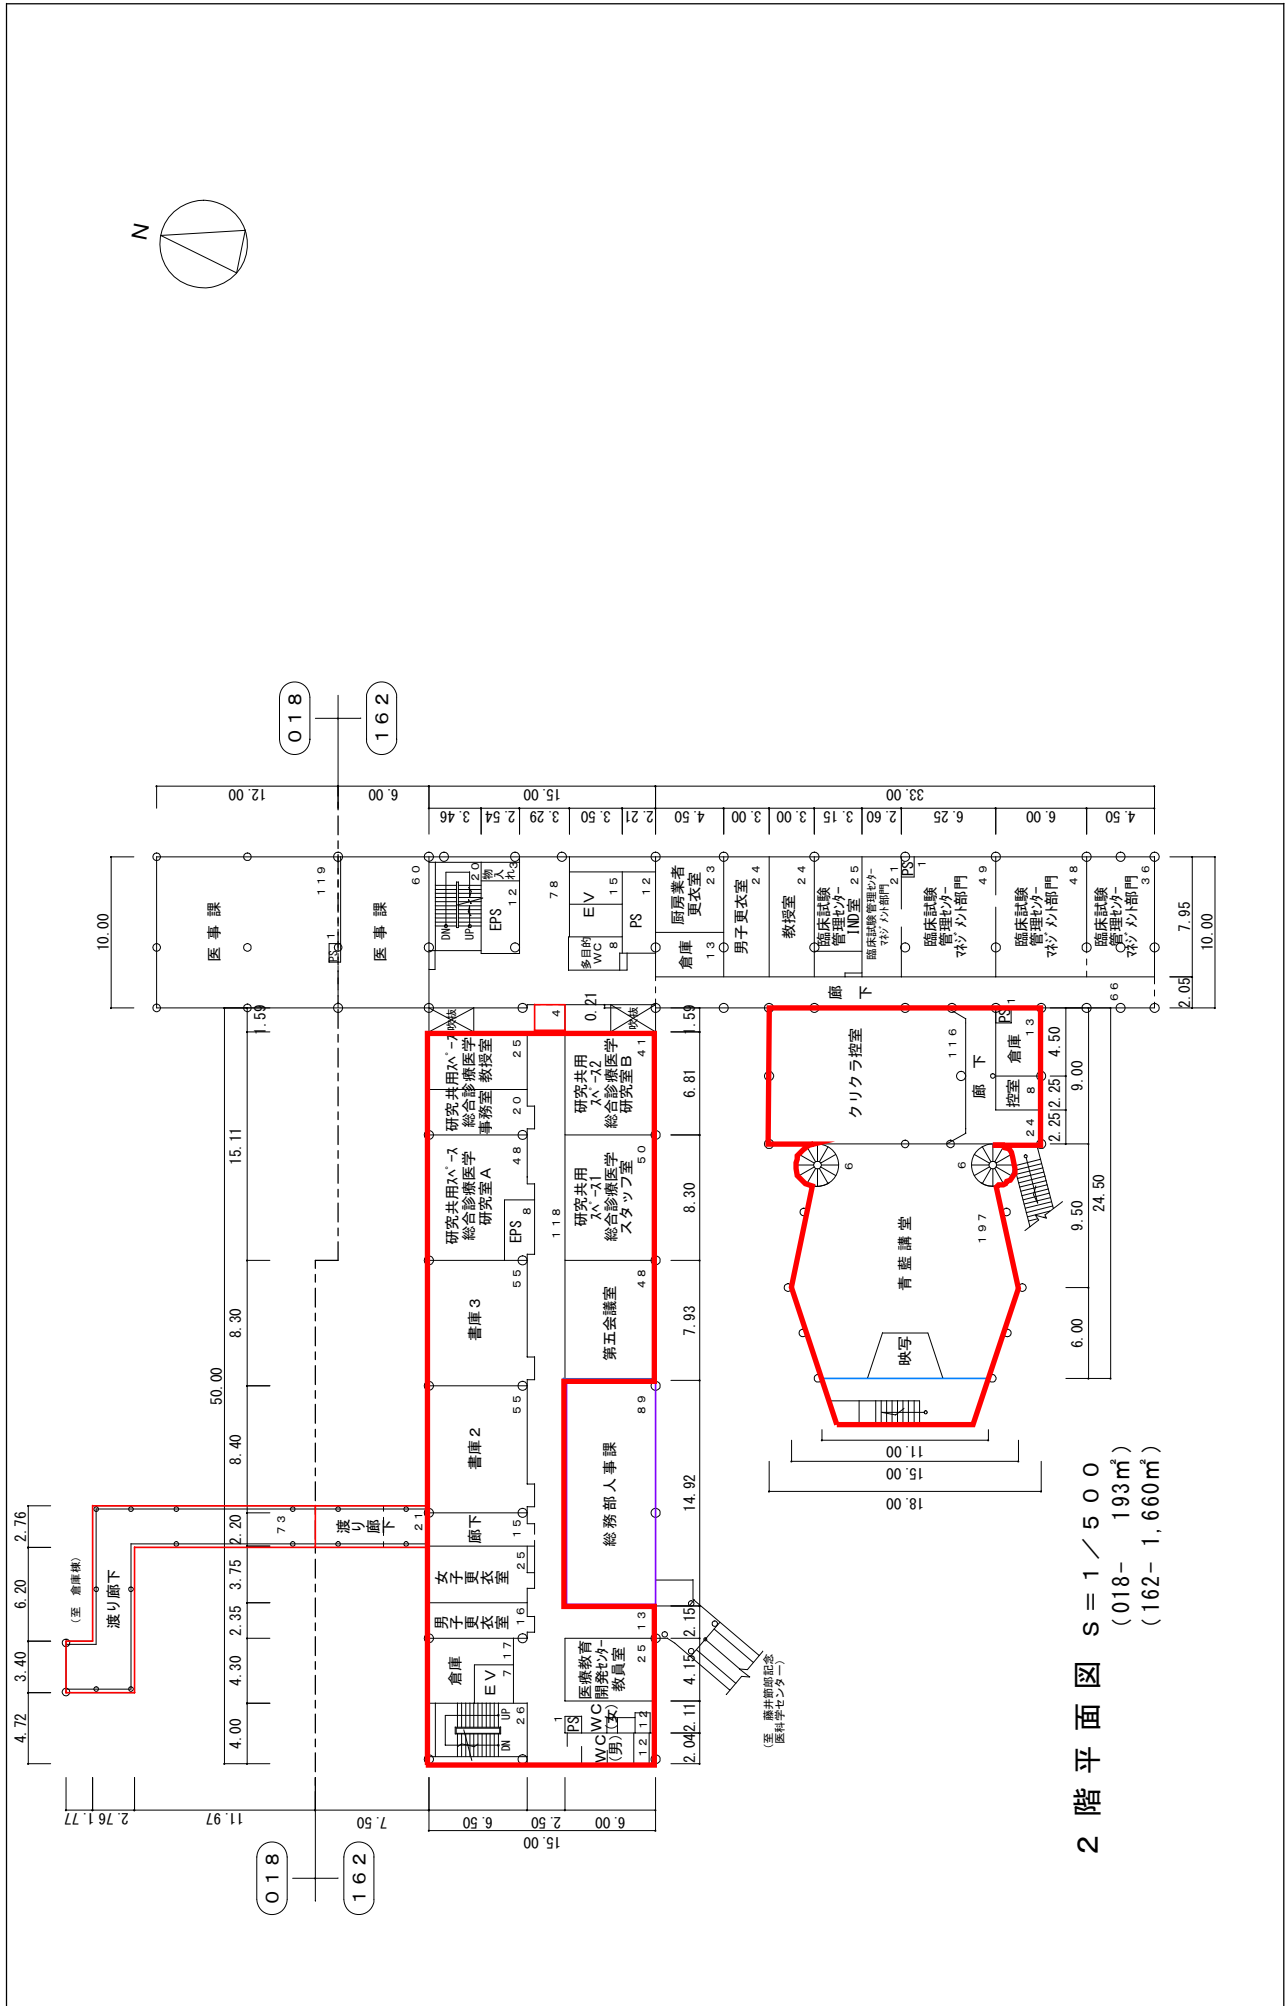 N
018
162
10.00
12.00
6.00
15.00
33.00
3.46
2.54
3.29
3.50
2.21
4.50
3.00
3.00
3.15
2.60
6.25
6.00
4.50
7.95
2.05
10.00
医事課
119
PS
1
医事課
60
DN
UP
20
物入れ
3
EPS
12
78
EV
15
多目的
WC
8
PS
12
厨房業者
更衣室
23
倉庫
13
男子更衣室
24
教授室
24
臨床試験
管理センター
IND室
25
臨床試験管理センター
マネジメント部門
21
PS
1
臨床試験
管理センター
マネジメント部門
49
臨床試験
管理センター
マネジメント部門
48
臨床試験
管理センター
マネジメント部門
36
廊下
66
1.59
15.11
8.30
50.00
8.40
2.20
3.75
2.35
4.30
4.00
2.76
6.20
3.40
4.72
吹抜
4
0.21
吹抜
1.59
研究共用スペース
総合診療医学
教授室
25
事務室
20
研究共用スペース
総合診療医学
研究室A
48
EPS
8
118
研究共用
スペース2
総合診療医学
研究室B
41
研究共用
スペース1
総合診療医学
スタッフ室
50
書庫3
55
第五会議室
48
書庫2
55
総務部人事課
89
廊下
15
女子更衣室
25
男子更衣室
16
倉庫
17
EV
7
UP
DN
26
医療教育
開発センター
教員室
25
13
PS
1
WC
(女)
12
WC
(男)
12
渡り廊下
73
渡り廊下
21
(至 倉庫棟)
6.81
8.30
7.93
14.92
2.15
4.15
2.11
2.04
(至 藤井節郎記念
医科学センター)
1.77
2.76
11.97
7.50
6.50
2.50
6.00
15.00
018
162
クリクラ控室
116
廊下
PS
1
倉庫
13
控室
8
24
6
6
青藍講堂
197
映写
4.50
2.25
2.25
9.00
9.50
6.00
24.50
11.00
15.00
18.00
2階平面図 S=1/500
(018- 193㎡)
(162- 1,660㎡)